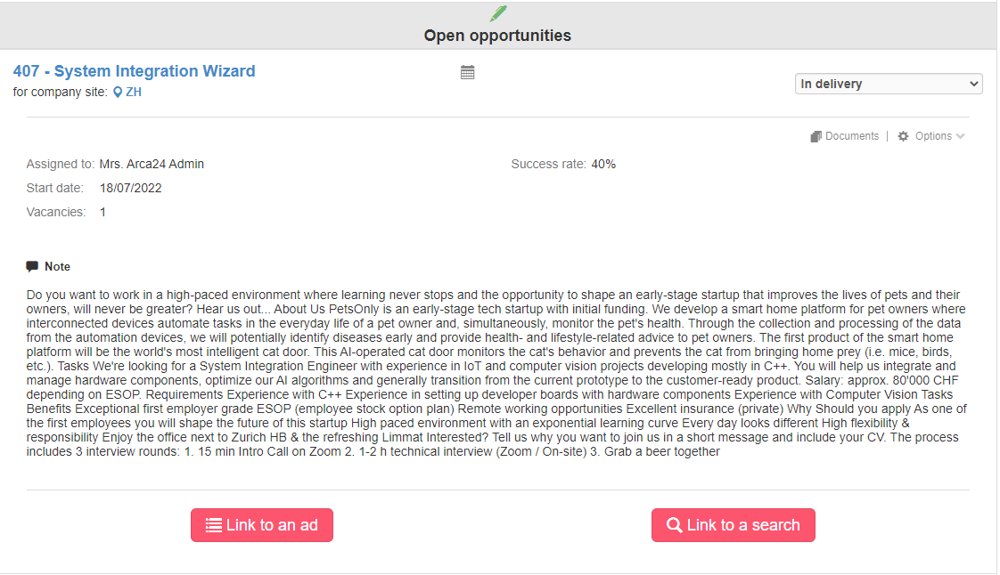 Open opportunities
407 - System Integration Wizard
for company site: ZH
In delivery
Documents | Options
Assigned to: Mrs. Arca24 Admin
Success rate: 40%
Start date: 18/07/2022
Vacancies: 1
Note
Do you want to work in a high-paced environment where learning never stops and the opportunity to shape an early-stage startup that improves the lives of pets and their
owners, will never be greater? Hear us out... About Us PetsOnly is an early-stage tech startup with initial funding. We develop a smart home platform for pet owners where
interconnected devices automate tasks in the everyday life of a pet owner and, simultaneously, monitor the pet's health. Through the collection and processing of the data
from the automation devices, we will potentially identify diseases early and provide health- and lifestyle-related advice to pet owners. The first product of the smart home
platform will be the world's most intelligent cat door. This AI-operated cat door monitors the cat's behavior and prevents the cat from bringing home prey (i.e. mice, birds,
etc.). Tasks We're looking for a System Integration Engineer with experience in IoT and computer vision projects developing mostly in C++. You will help us integrate and
manage hardware components, optimize our AI algorithms and generally transition from the current prototype to the customer-ready product. Salary: approx. 80'000 CHF
depending on ESOP. Requirements Experience with C++ Experience in setting up developer boards with hardware components Experience with Computer Vision Tasks
Benefits Exceptional first employer grade ESOP (employee stock option plan) Remote working opportunities Excellent insurance (private) Why Should you apply As one of
the first employees you will shape the future of this startup High paced environment with an exponential learning curve Every day looks different High flexibility &
responsibility Enjoy the office next to Zurich HB & the refreshing Limmat Interested? Tell us why you want to join us in a short message and include your CV. The process
includes 3 interview rounds: 1. 15 min Intro Call on Zoom 2. 1-2 h technical interview (Zoom / On-site) 3. Grab a beer together
Link to an ad
Link to a search